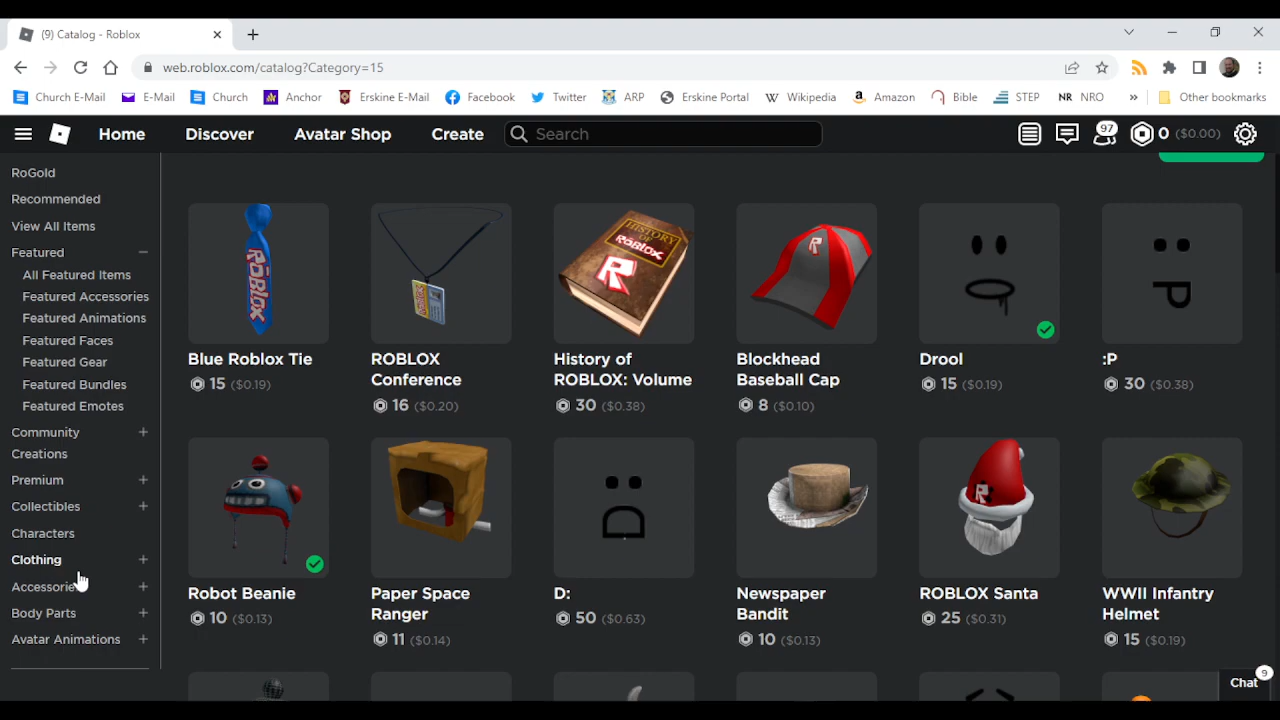 (9) Catalog - Roblox
web.roblox.com/catalog?Category=15
Church E-Mail E-Mail Church Anchor Erskine E-Mail Facebook Twitter ARP Erskine Portal Wikipedia Amazon Bible STEP NRO Other bookmarks
Home Discover Avatar Shop Create Search 97 0 ($0.00)
RoGold
Recommended
View All Items
Featured
All Featured Items
Featured Accessories
Featured Animations
Featured Faces
Featured Gear
Featured Bundles
Featured Emotes
Community
Creations
Premium
Collectibles
Characters
Clothing
Accessorie
Body Parts
Avatar Animations
ROBLOX
HISTORY
OF
ROBLOX
R
R
Blue Roblox Tie
15 ($0.19)
ROBLOX
Conference
16 ($0.20)
History of
ROBLOX: Volume
30 ($0.38)
Blockhead
Baseball Cap
8 ($0.10)
Drool
15 ($0.19)
:P
30 ($0.38)
R
Robot Beanie
10 ($0.13)
Paper Space
Ranger
11 ($0.14)
D:
50 ($0.63)
Newspaper
Bandit
10 ($0.13)
ROBLOX Santa
25 ($0.31)
WWII Infantry
Helmet
15 ($0.19)
Chat 9